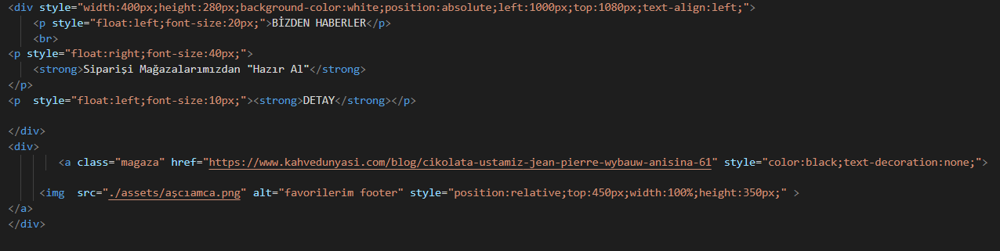 <div style="width:400px;height:280px;background-color:white;position:absolute;left:1000px;top:1080px;text-align:left;">
<p style="float:left;font-size:20px;">BİZDEN HABERLER</p>
<br>
<p style="float:right;font-size:40px;">
<strong>Siparişi Mağazalarımızdan "Hazır Al"</strong>
</p>
<p  style="float:left;font-size:10px;"><strong>DETAY</strong></p>
</div>
<div>
<a class="magaza" href="https://www.kahvedunyasi.com/blog/cikolata-ustamiz-jean-pierre-wybauw-anisina-61" style="color:black;text-decoration:none;">
<img  src="./assets/aşcıamca.png" alt="favorilerim footer" style="position:relative;top:450px;width:100%;height:350px;" >
</a>
</div>